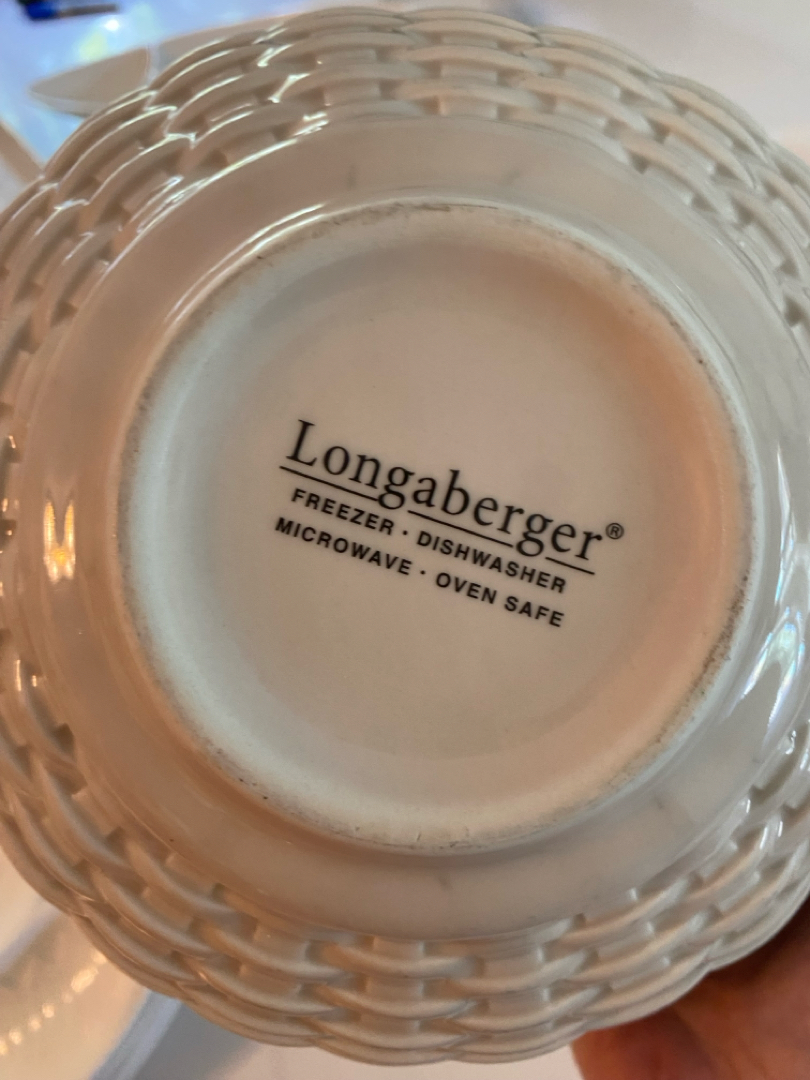 Longaberger®
FREEZER · DISHWASHER
MICROWAVE · OVEN SAFE